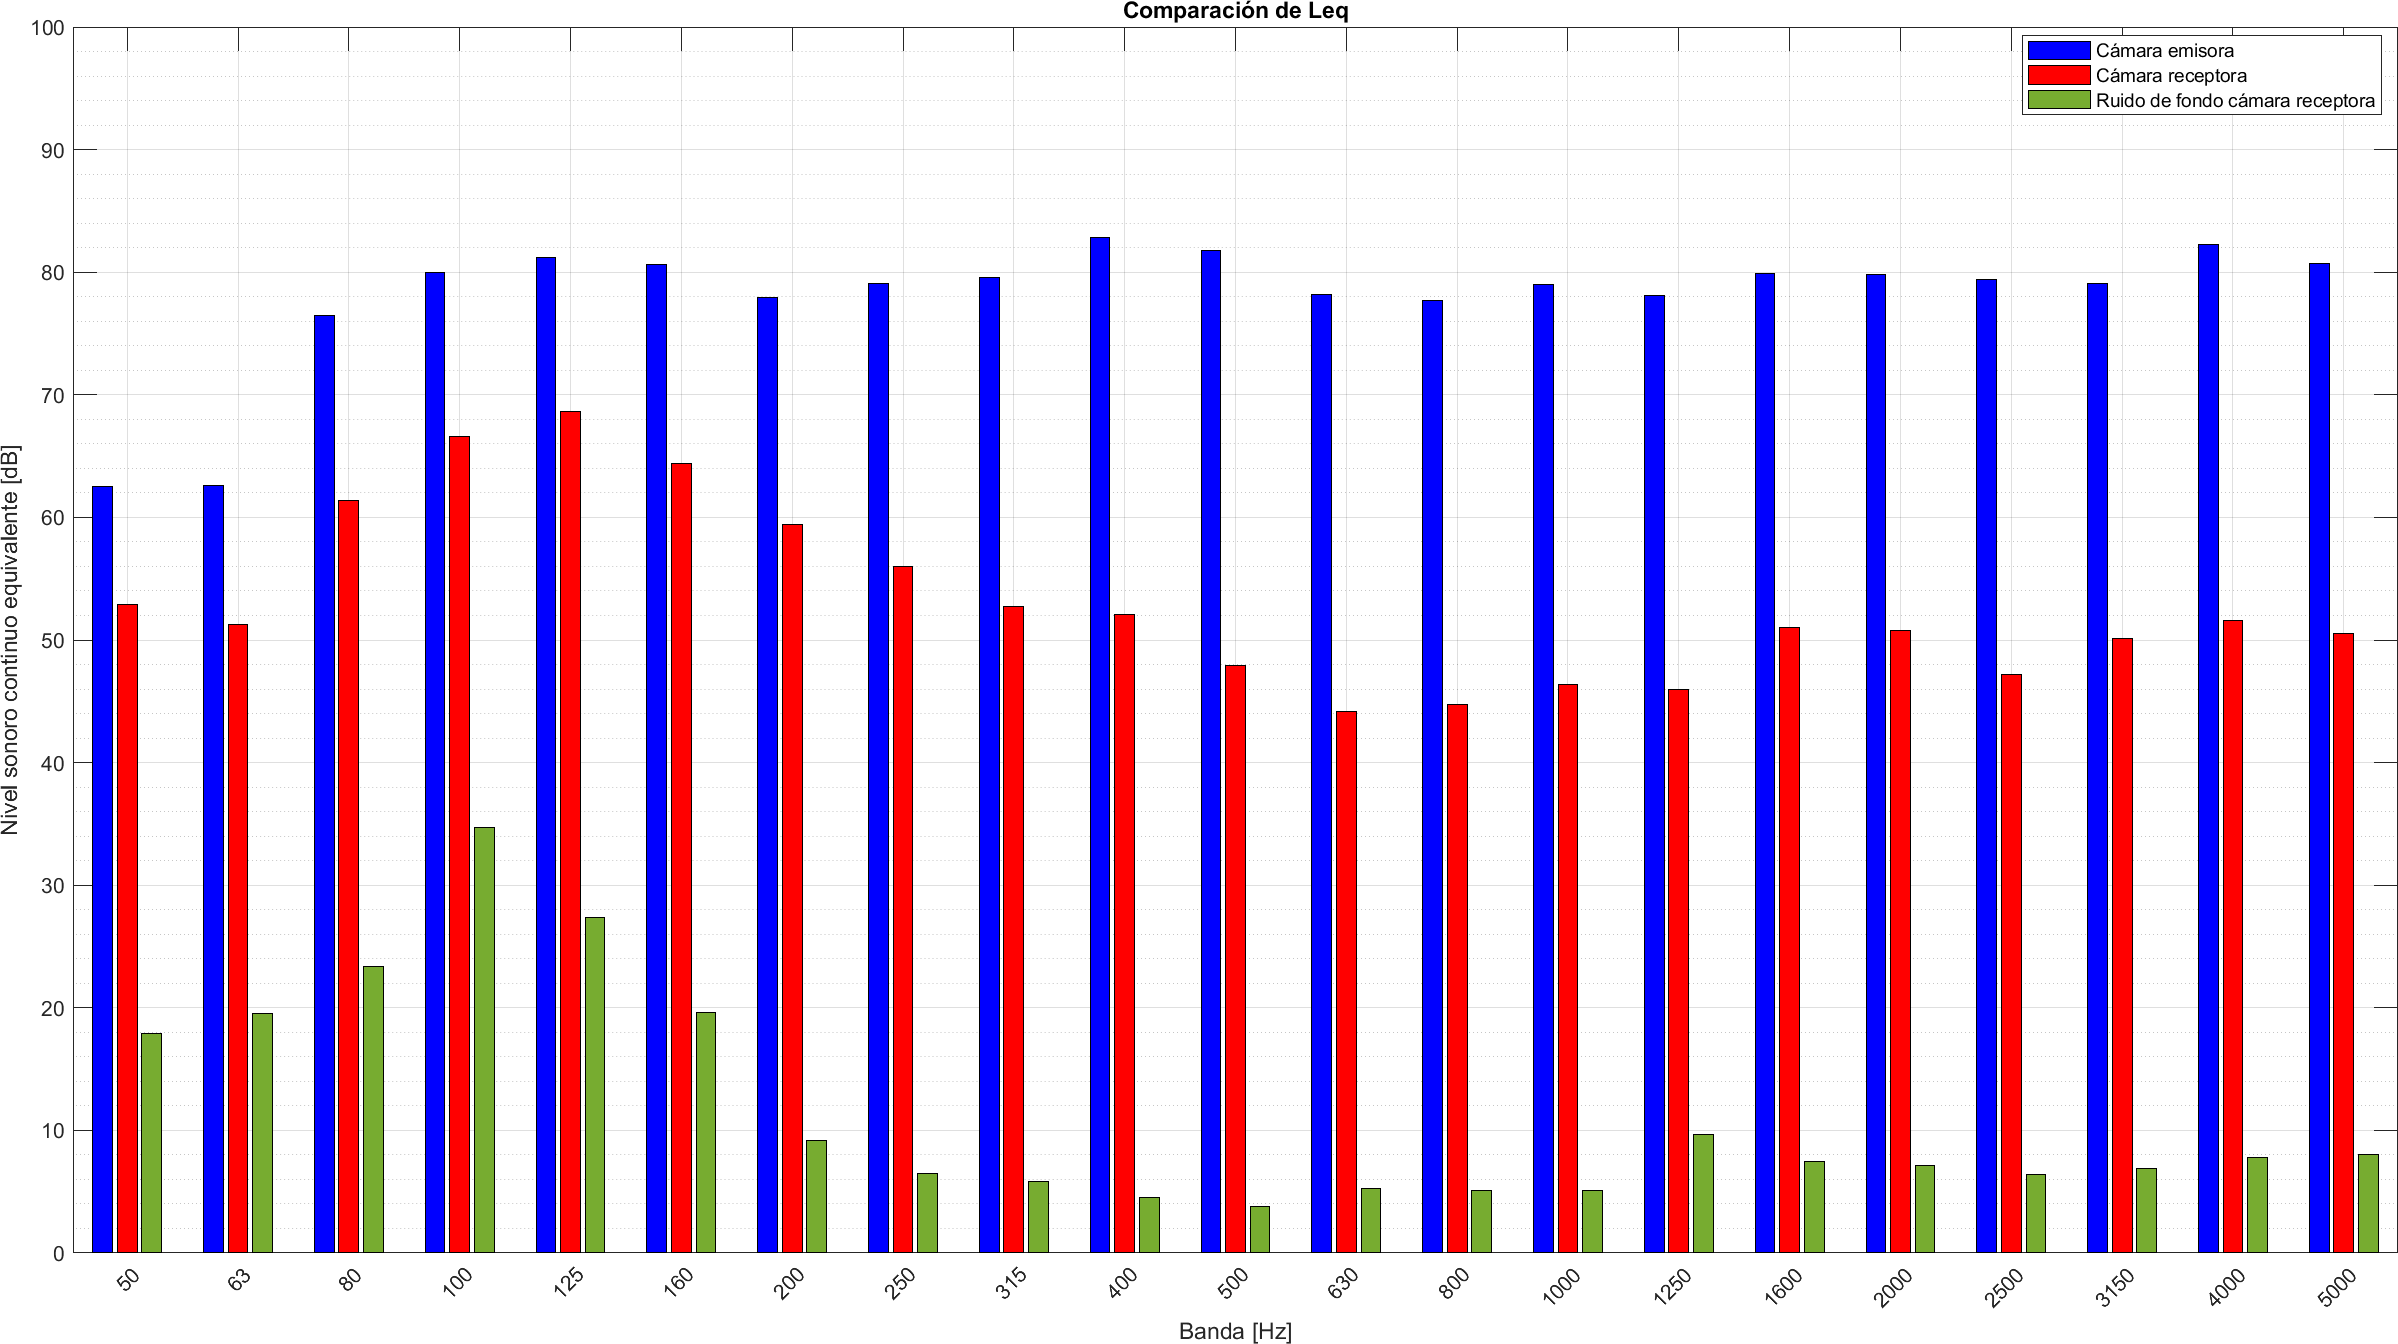 Comparación de Leq
Cámara emisora
Cámara receptora
Ruido de fondo cámara receptora
Nivel sonoro continuo equivalente [dB]
100
90
80
70
60
50
40
30
20
10
0
50 63 80 100 125 160 200 250 315 400 500 630 800 1000 1250 1600 2000 2500 3150 4000 5000
Banda [Hz]